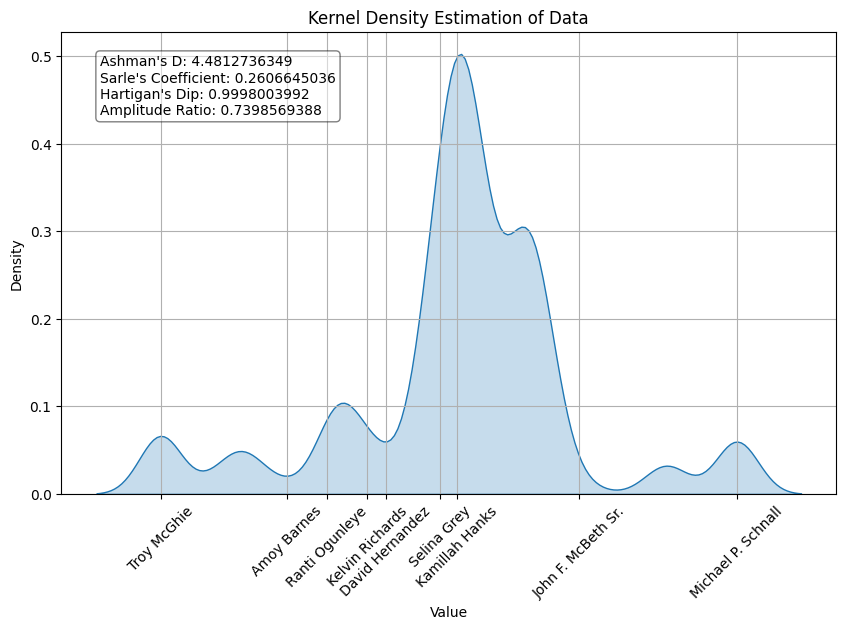 Kernel Density Estimation of Data
Ashman's D: 4.4812736349
Sarle's Coefficient: 0.2606645036
Hartigan's Dip: 0.9998003992
Amplitude Ratio: 0.7398569388
Density
0.5
0.4
0.3
0.2
0.1
0.0
Troy McGhie
Amoy Barnes
Ranti Ogunleye
Kelvin Richards
David Hernandez
Selina Grey
Kamillah Hanks
John F. McBeth Sr.
Michael P. Schnall
Value